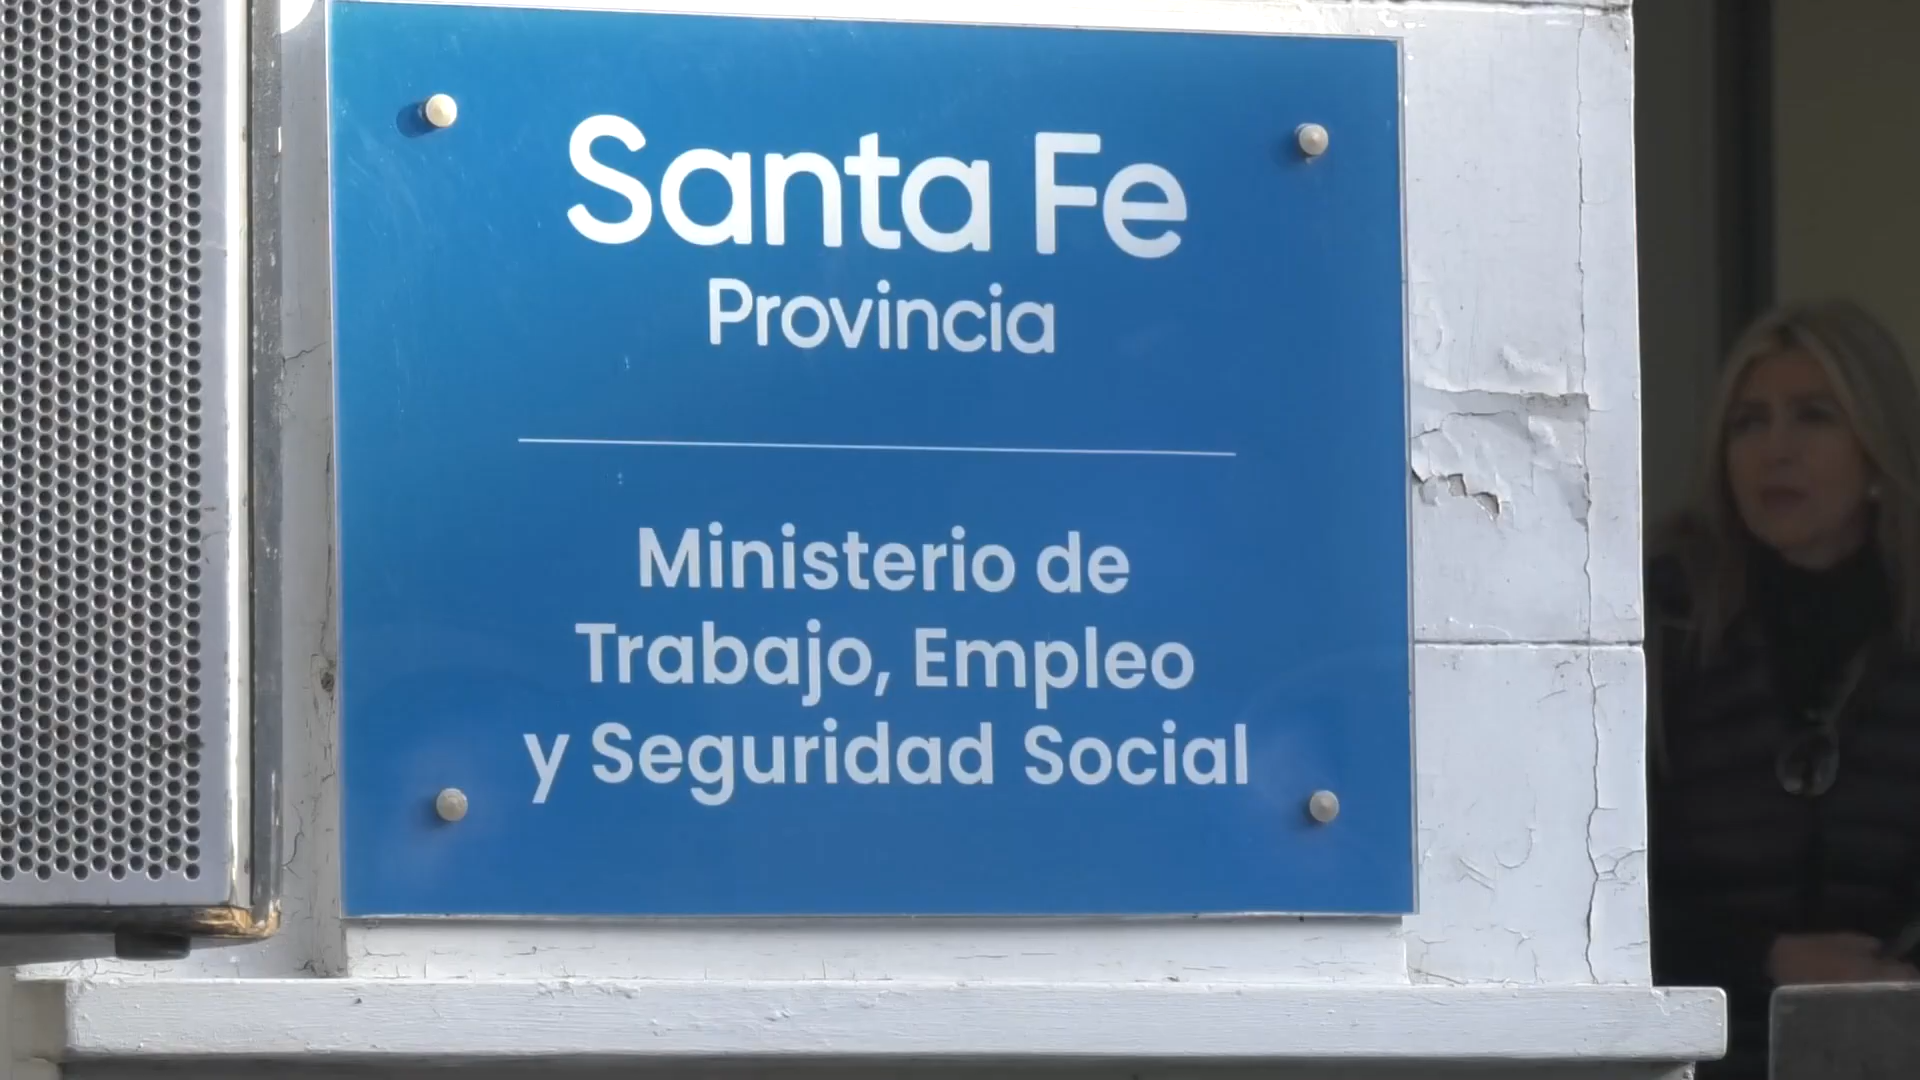 Santa Fe
Provincia
Ministerio de
Trabajo, Empleo
y Seguridad Social